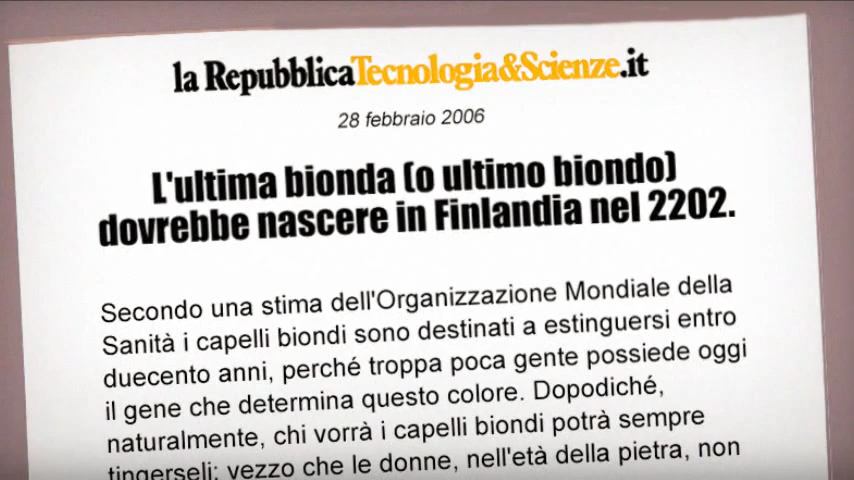 la RepubblicaTecnologia&Scienze.it
28 febbraio 2006
L'ultima bionda (o ultimo biondo)
dovrebbe nascere in Finlandia nel 2202.
Secondo una stima dell'Organizzazione Mondiale della
Sanità i capelli biondi sono destinati a estinguersi entro
duecento anni, perché troppa poca gente possiede oggi
il gene che determina questo colore. Dopodiché,
naturalmente, chi vorrà i capelli biondi potrà sempre
tingerseli: vezzo che le donne, nell'età della pietra, non